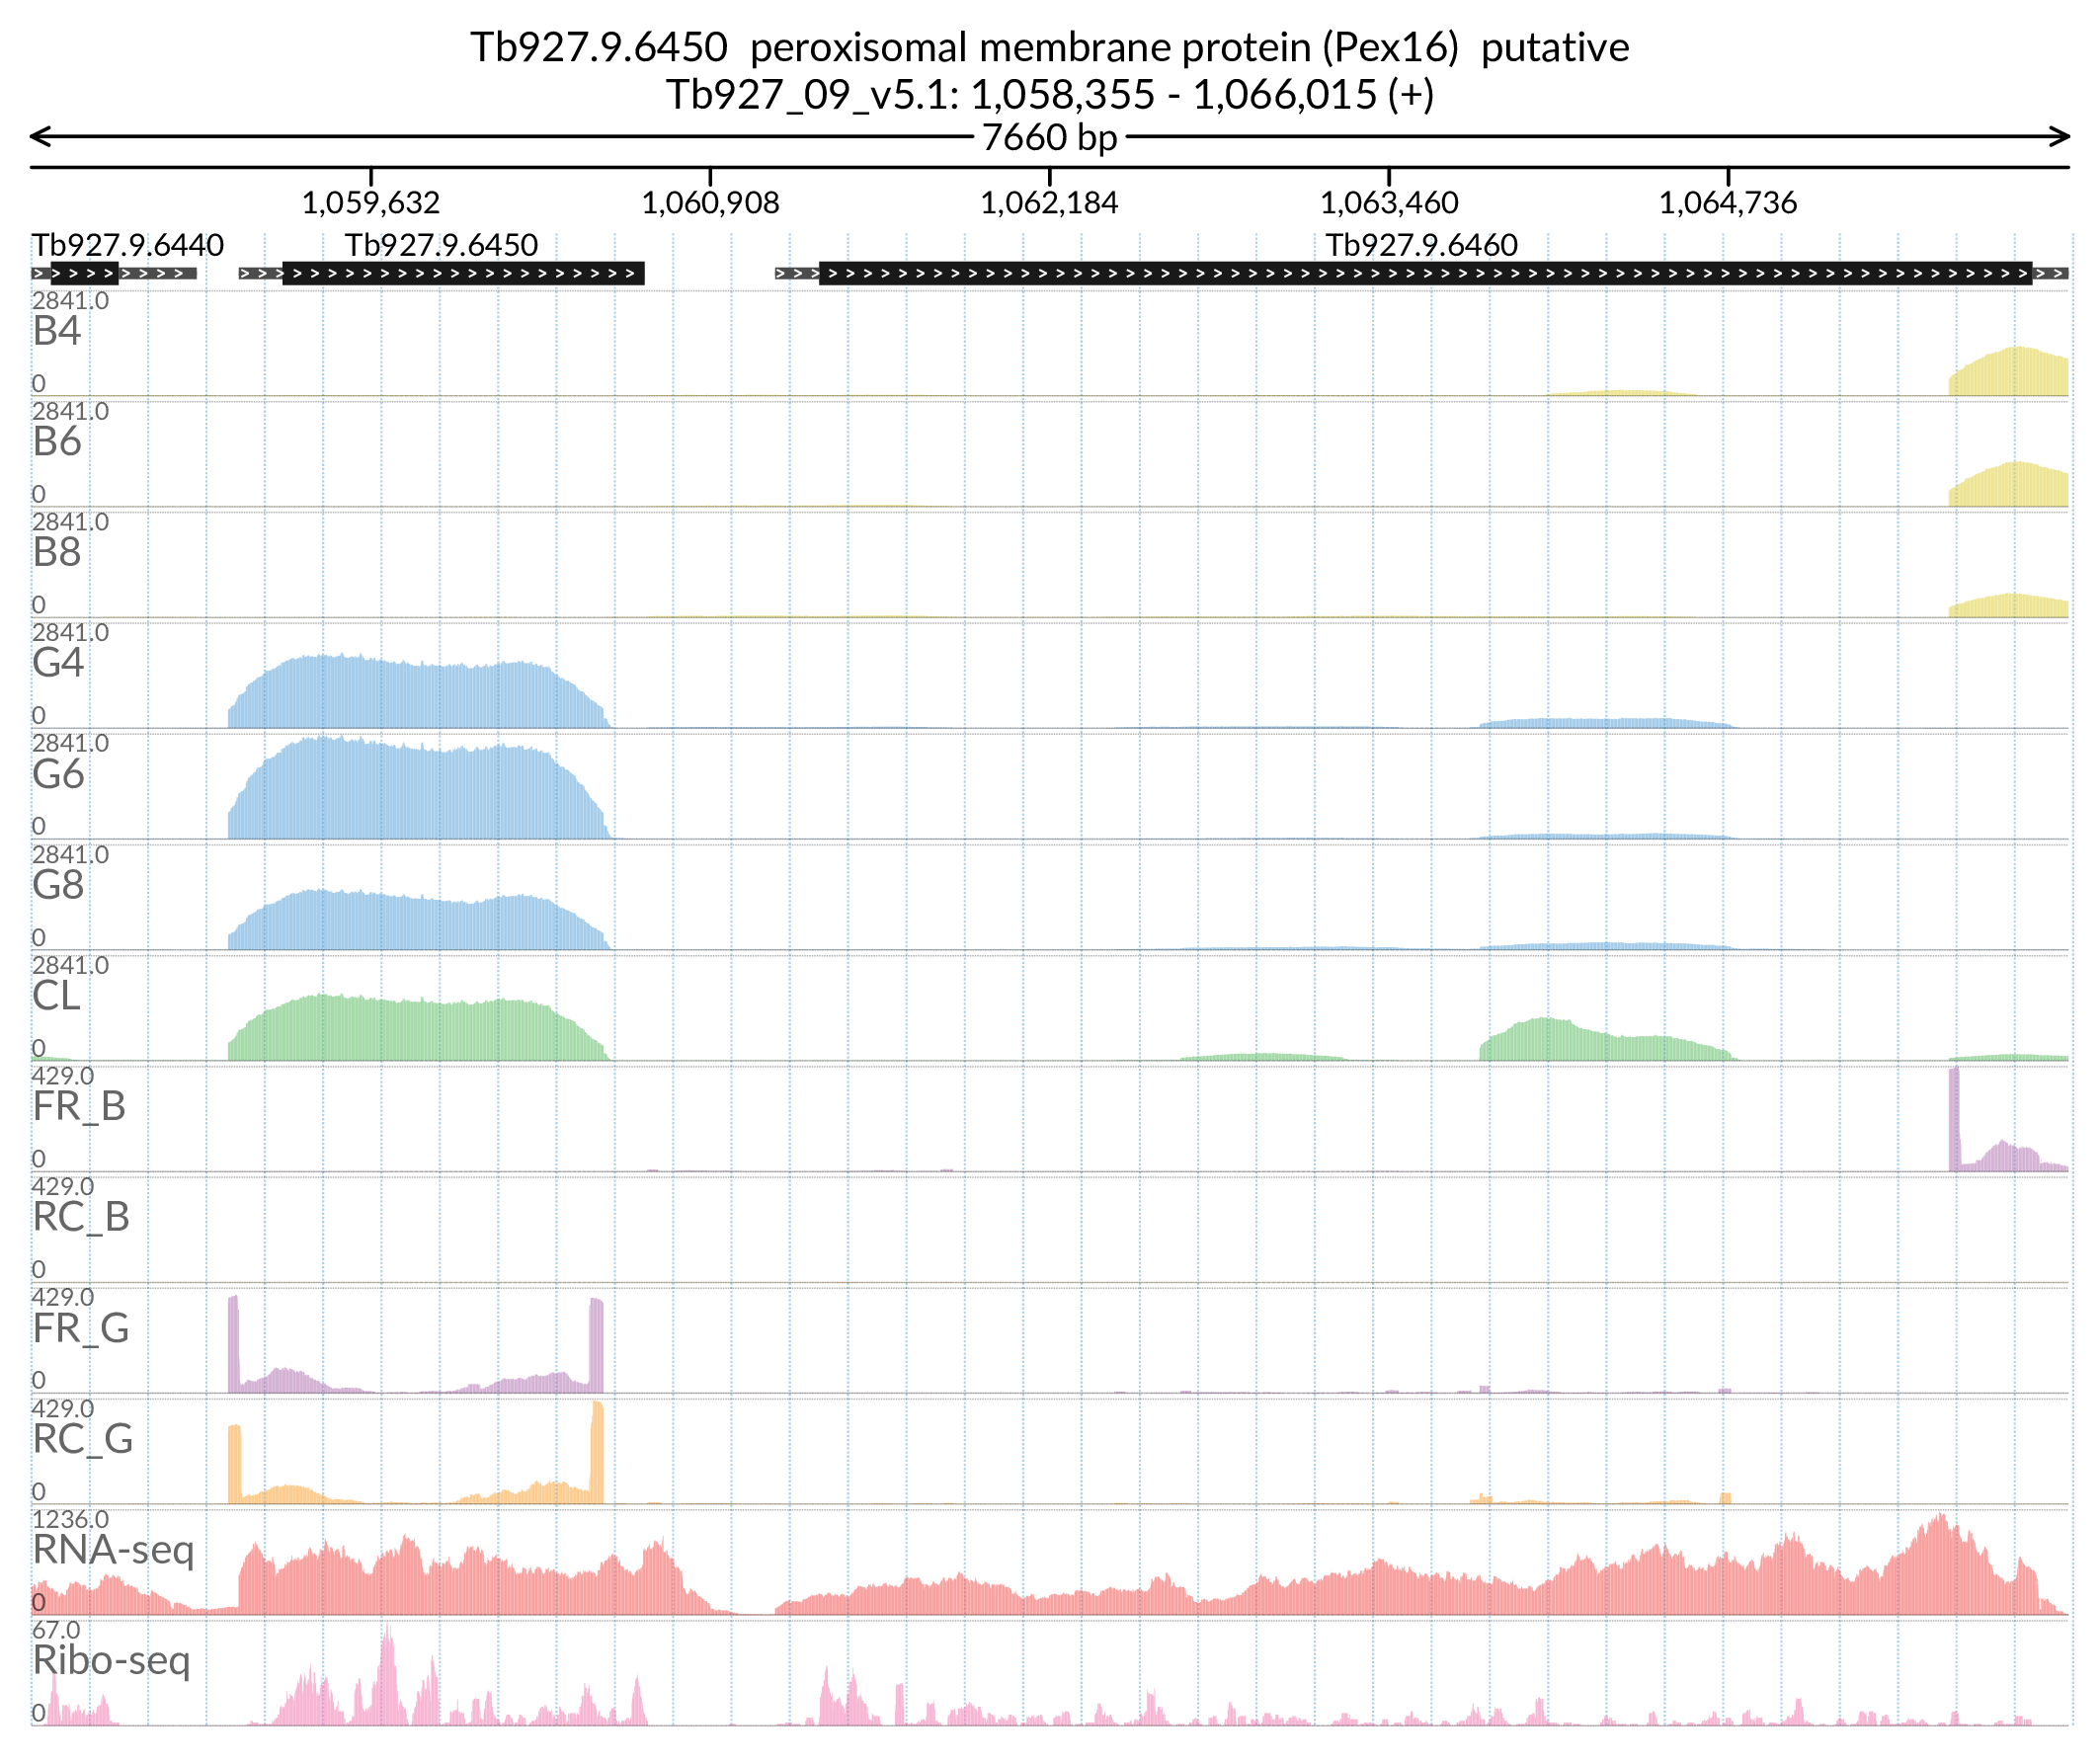 Tb927.9.6450 peroxisomal membrane protein (Pex16) putative
Tb927_09_v5.1: 1,058,355 - 1,066,015 (+)
7660 bp
1,059,632 1,060,908 1,062,184 1,063,460 1,064,736
Tb927.9.6440 Tb927.9.6450 Tb927.9.6460
2841.0
B4
0
2841.0
B6
0
2841.0
B8
0
2841.0
G4
0
2841.0
G6
0
2841.0
G8
0
2841.0
CL
0
429.0
FR_B
0
429.0
RC_B
0
429.0
FR_G
0
429.0
RC_G
0
1236.0
RNA-seq
0
67.0
Ribo-seq
0